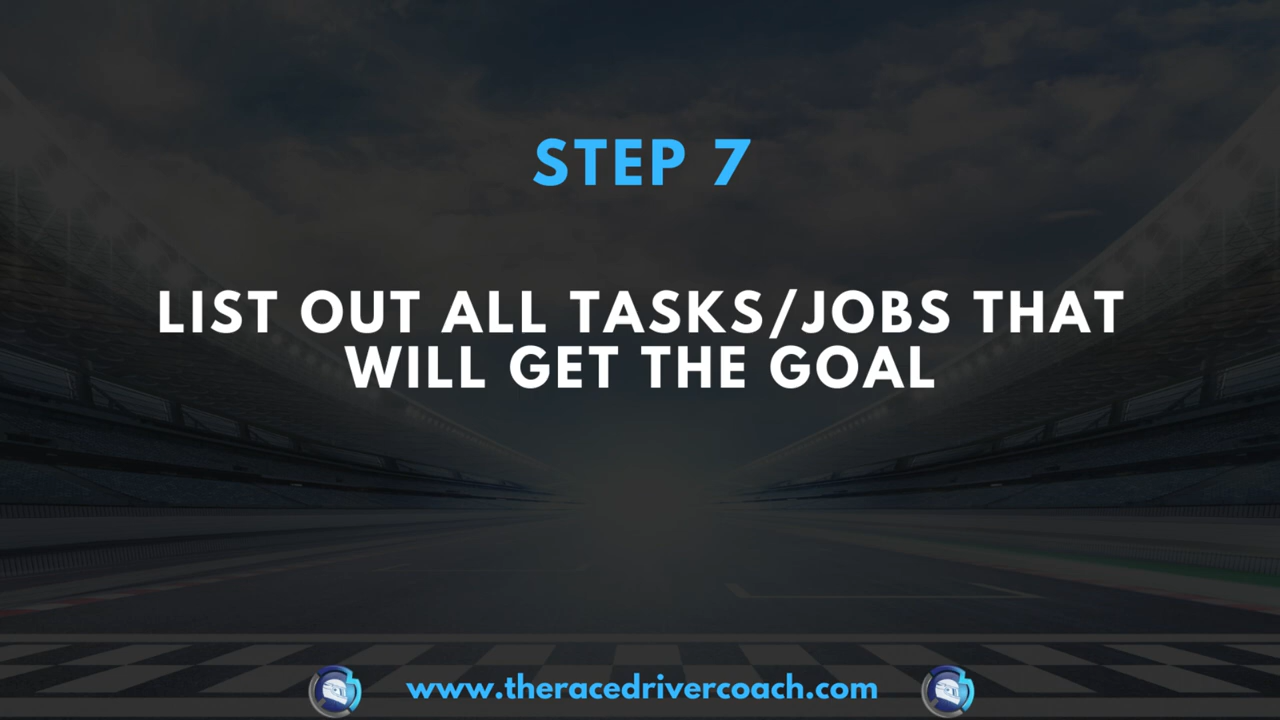 STEP 7
LIST OUT ALL TASKS/JOBS THAT
WILL GET THE GOAL
www.theracedrivercoach.com